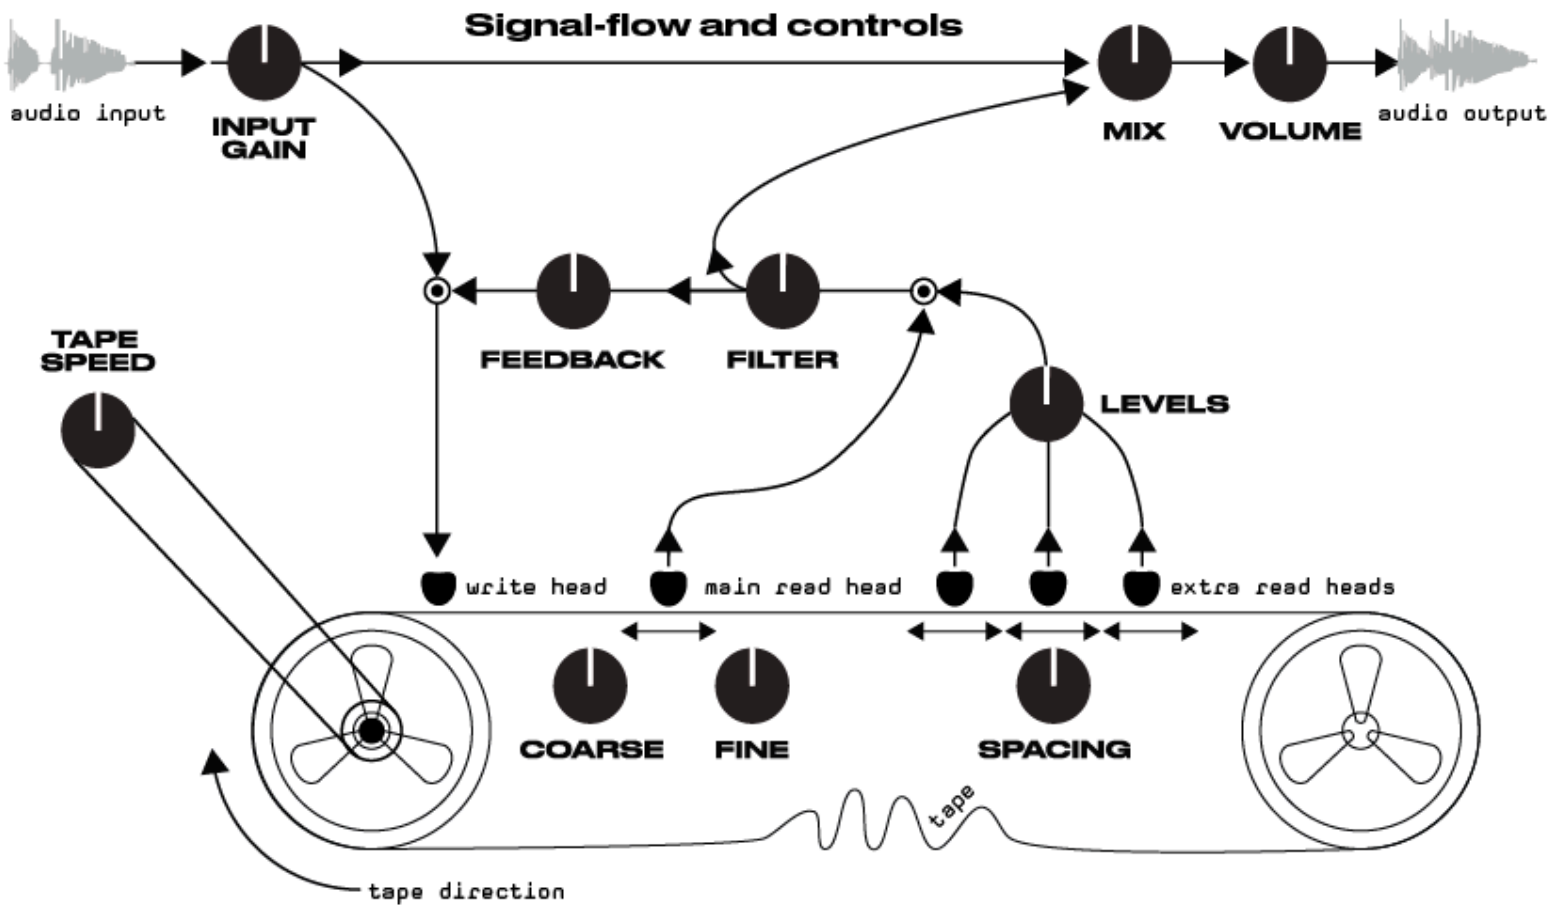 Signal-flow and controls
audio input
INPUT
GAIN
MIX
VOLUME
audio output
TAPE
SPEED
FEEDBACK
FILTER
LEVELS
write head
main read head
extra read heads
COARSE
FINE
SPACING
tape
tape direction